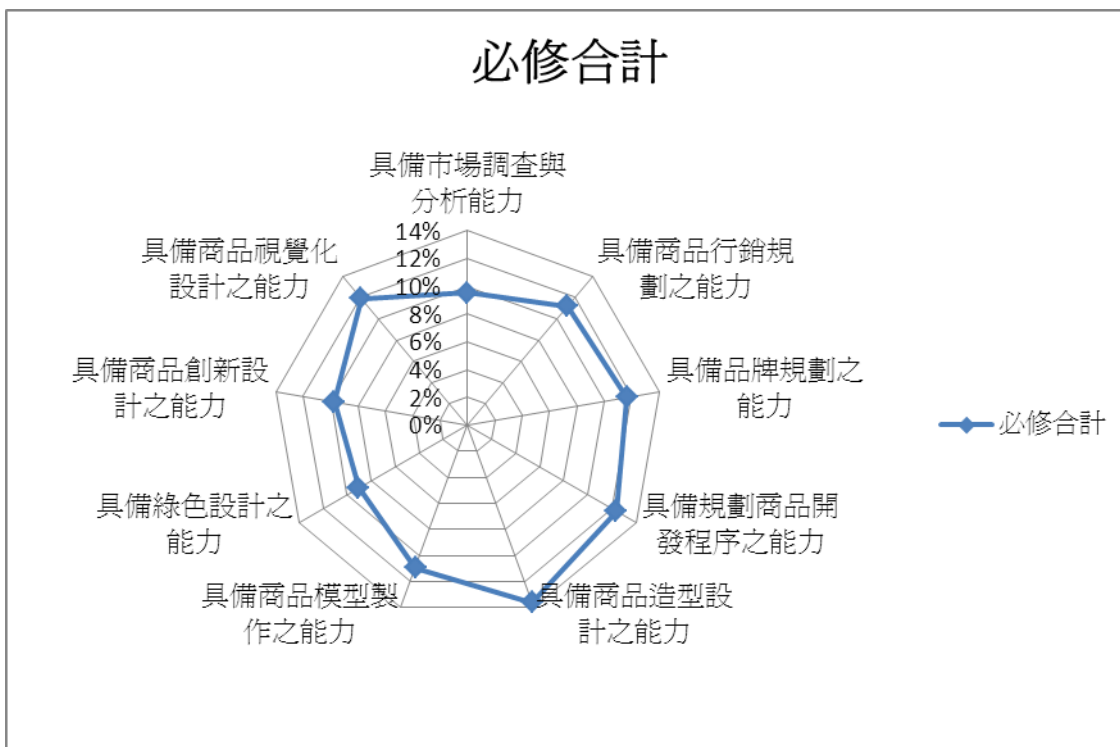 必修合計
具備市場調查與
分析能力
具備商品行銷規
劃之能力
具備品牌規劃之
能力
具備規劃商品開
發程序之能力
具備商品造型設
計之能力
具備商品模型製
作之能力
具備綠色設計之
能力
具備商品創新設
計之能力
具備商品視覺化
設計之能力
14%
12%
10%
8%
6%
4%
2%
0%
必修合計